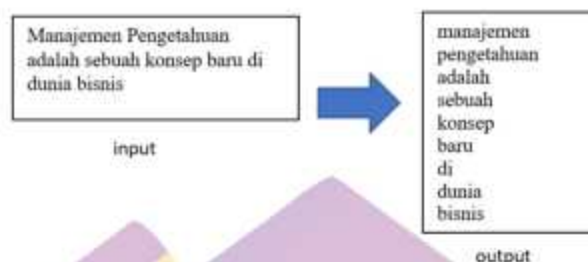 Manajemen Pengetahuan
adalah sebuah konsep baru di
dunia bisnis
input
manajemen
pengetahuan
adalah
sebuah
konsep
baru
di
dunia
bisnis
output